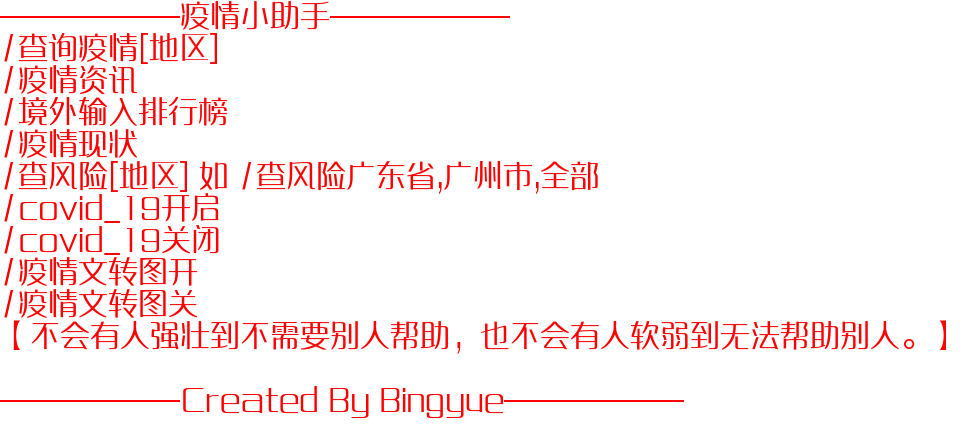 ——————疫情小助手——————
/查询疫情[地区]
/疫情资讯
/境外输入排行榜
/疫情现状
/查风险[地区] 如 /查风险广东省,广州市,全部
/covid_19开启
/covid_19关闭
/疫情文转图开
/疫情文转图关
【不会有人强壮到不需要别人帮助，也不会有人软弱到无法帮助别人。】
——————Created By Bingyue——————